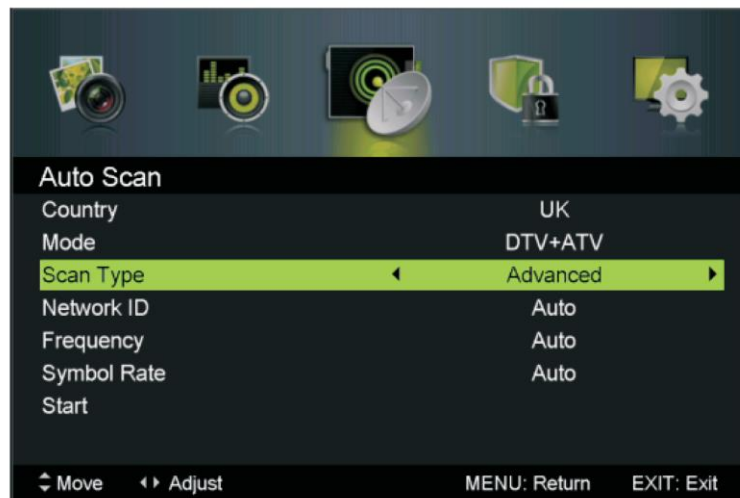 Auto Scan
Country UK
Mode DTV+ATV
Scan Type Advanced
Network ID Auto
Frequency Auto
Symbol Rate Auto
Start
Move Adjust MENU: Return EXIT: Exit